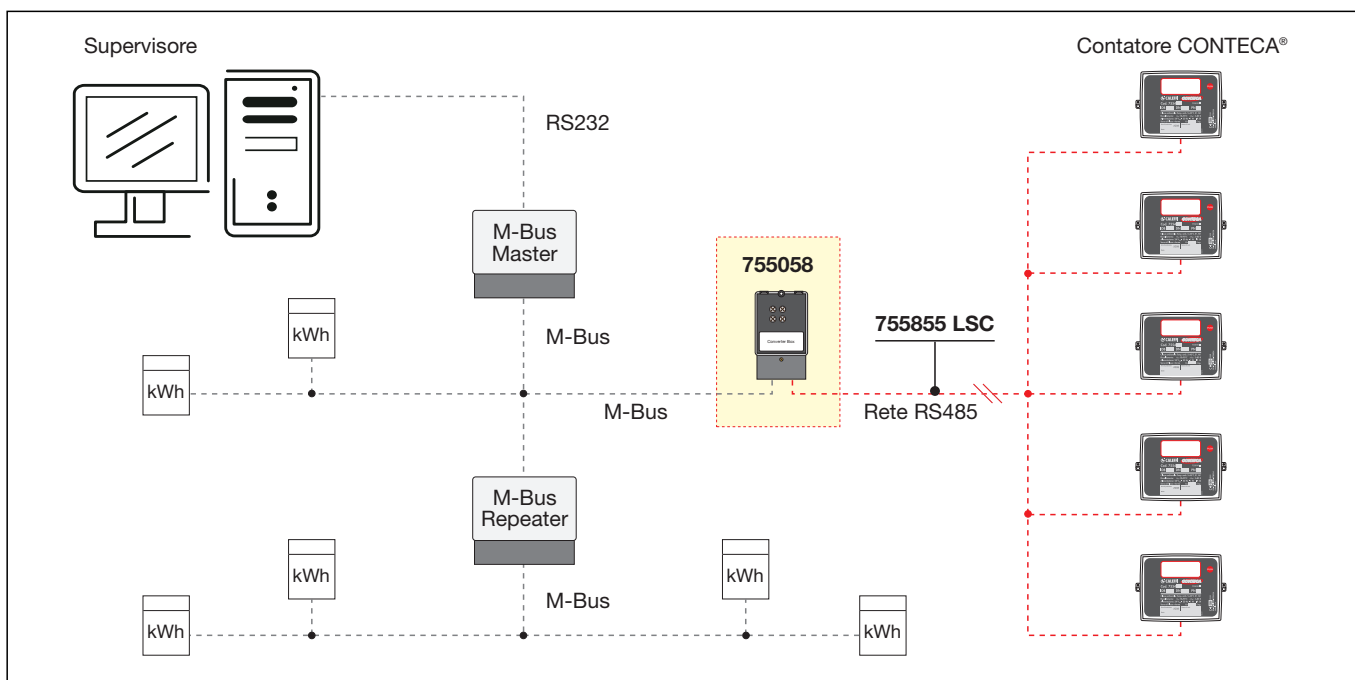 Supervisore
Contatore CONTECA®
RS232
M-Bus
Master
755058
M-Bus
kWh
755855 LSC
kWh
M-Bus
Rete RS485
M-Bus
Repeater
kWh
kWh
M-Bus
kWh
kWh